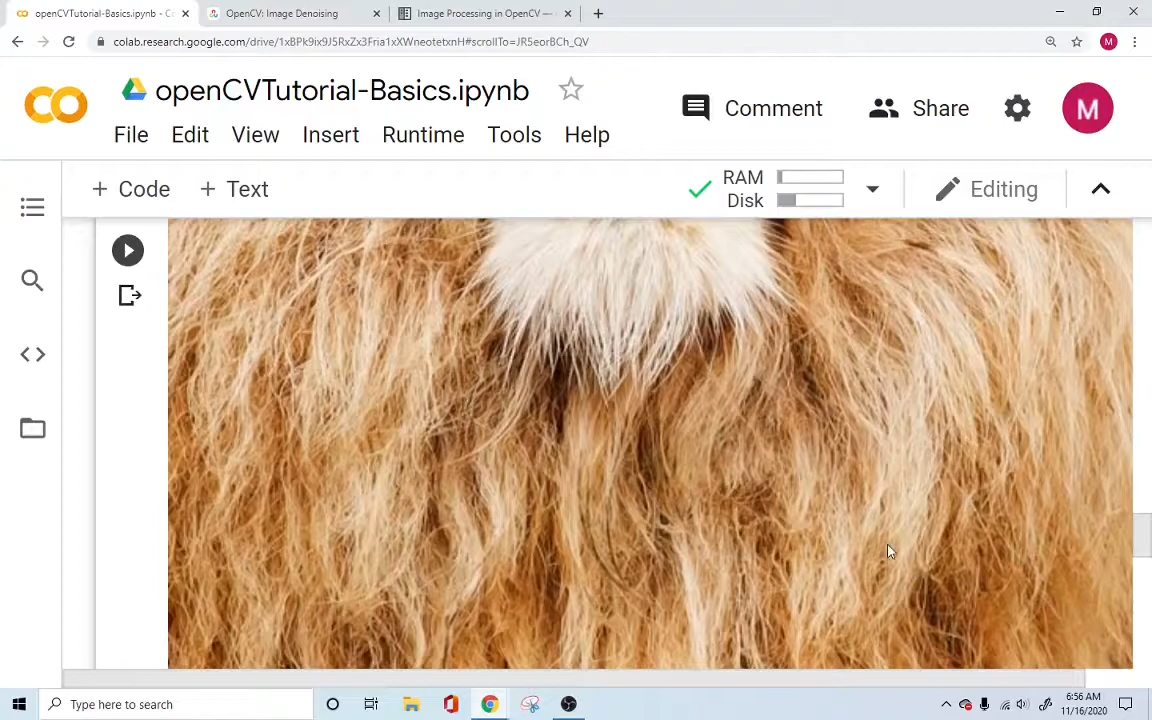 openCVTutorial-Basics.ipynb - Co
OpenCV: Image Denoising
Image Processing in OpenCV —
colab.research.google.com/drive/1xBPk9ix9J5RxZx3Fria1xXWneotetxnH#scrollTo=JR5eorBCh_QV
M
CO
openCVTutorial-Basics.ipynb
Comment
Share
M
File Edit View Insert Runtime Tools Help
+ Code + Text
RAM
Disk
Editing
Type here to search
6:56 AM
11/16/2020